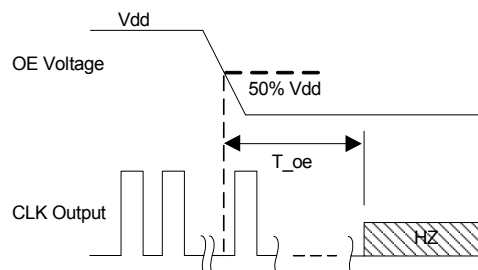 Vdd
OE Voltage
50% Vdd
T_oe
CLK Output
HZ